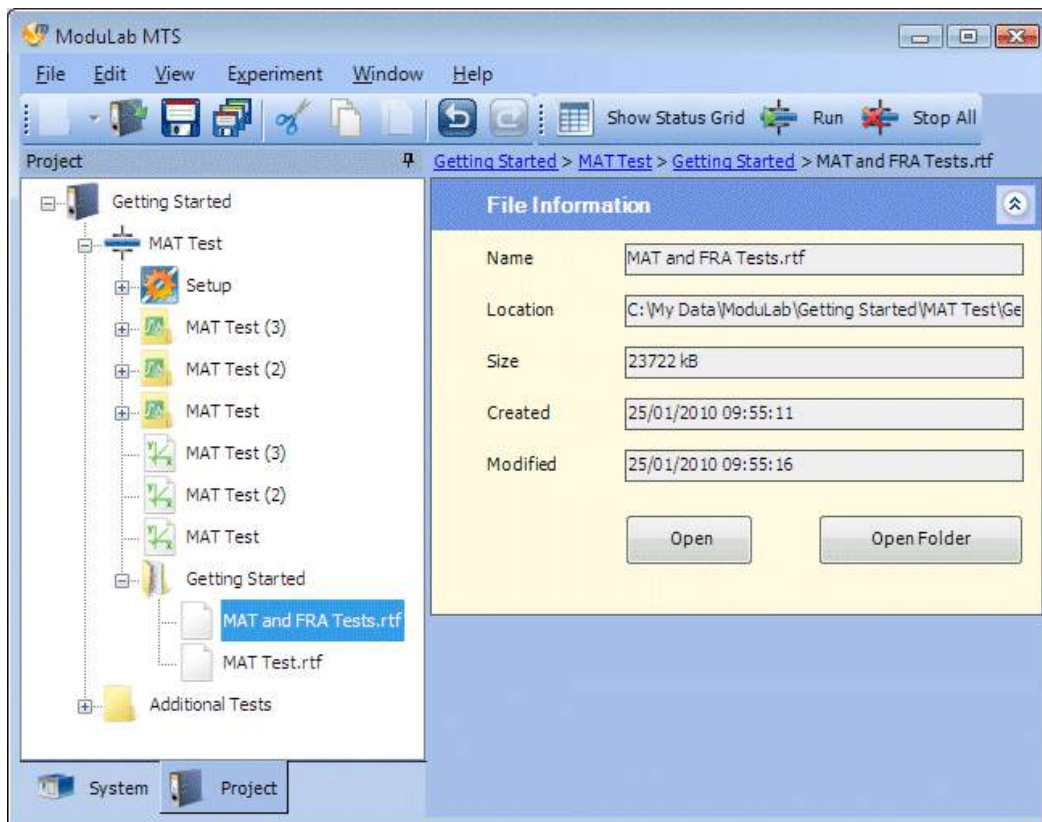 ModuLab MTS
File Edit View Experiment Window Help
Show Status Grid Run Stop All
Project
Getting Started > MAT Test > Getting Started > MAT and FRA Tests.rtf
Getting Started
MAT Test
Setup
MAT Test (3)
MAT Test (2)
MAT Test
MAT Test (3)
MAT Test (2)
MAT Test
Getting Started
MAT and FRA Tests.rtf
MAT Test.rtf
Additional Tests
System Project
File Information
Name MAT and FRA Tests.rtf
Location C:\My Data\ModuLab\Getting Started\MAT Test\Ge
Size 23722 kB
Created 25/01/2010 09:55:11
Modified 25/01/2010 09:55:16
Open Open Folder